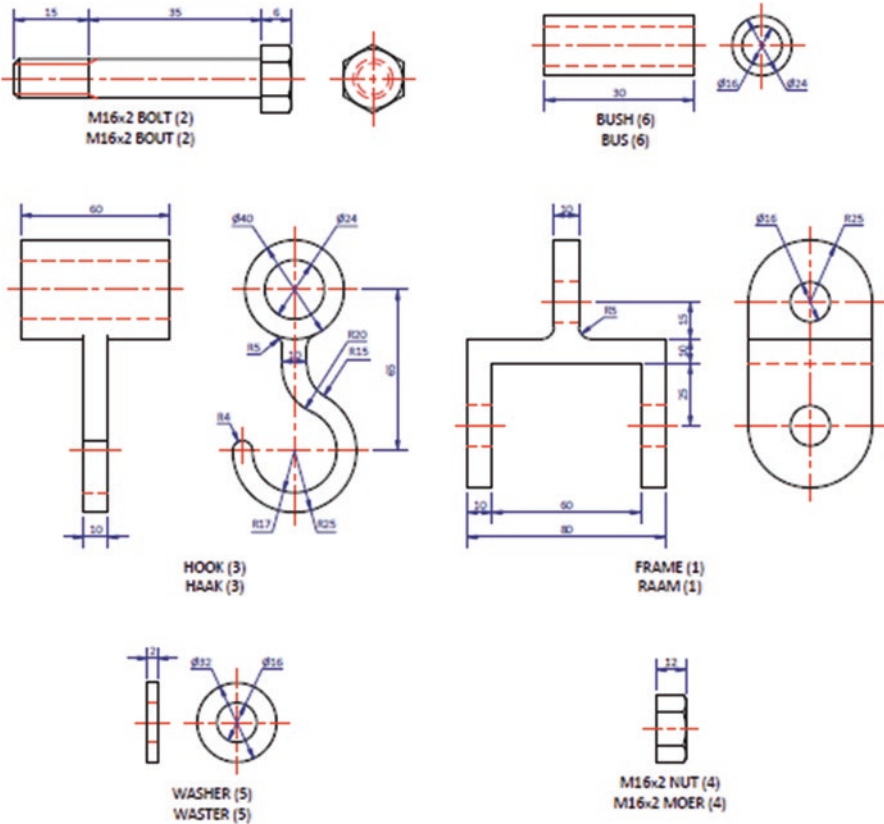 15 35 6
M16x2 BOLT (2)
M16x2 BOUT (2)
30 Ø16 Ø24
BUSH (6)
BUS (6)
60
Ø40 Ø24
R5 10 R20
R15
65
R4
R17 R25
10
HOOK (3)
HAAK (3)
10
Ø16 R25
R5 15
10
25
10 60
80
FRAME (1)
RAAM (1)
2 Ø32 Ø16
WASHER (5)
WASTER (5)
12
M16x2 NUT (4)
M16x2 MOER (4)